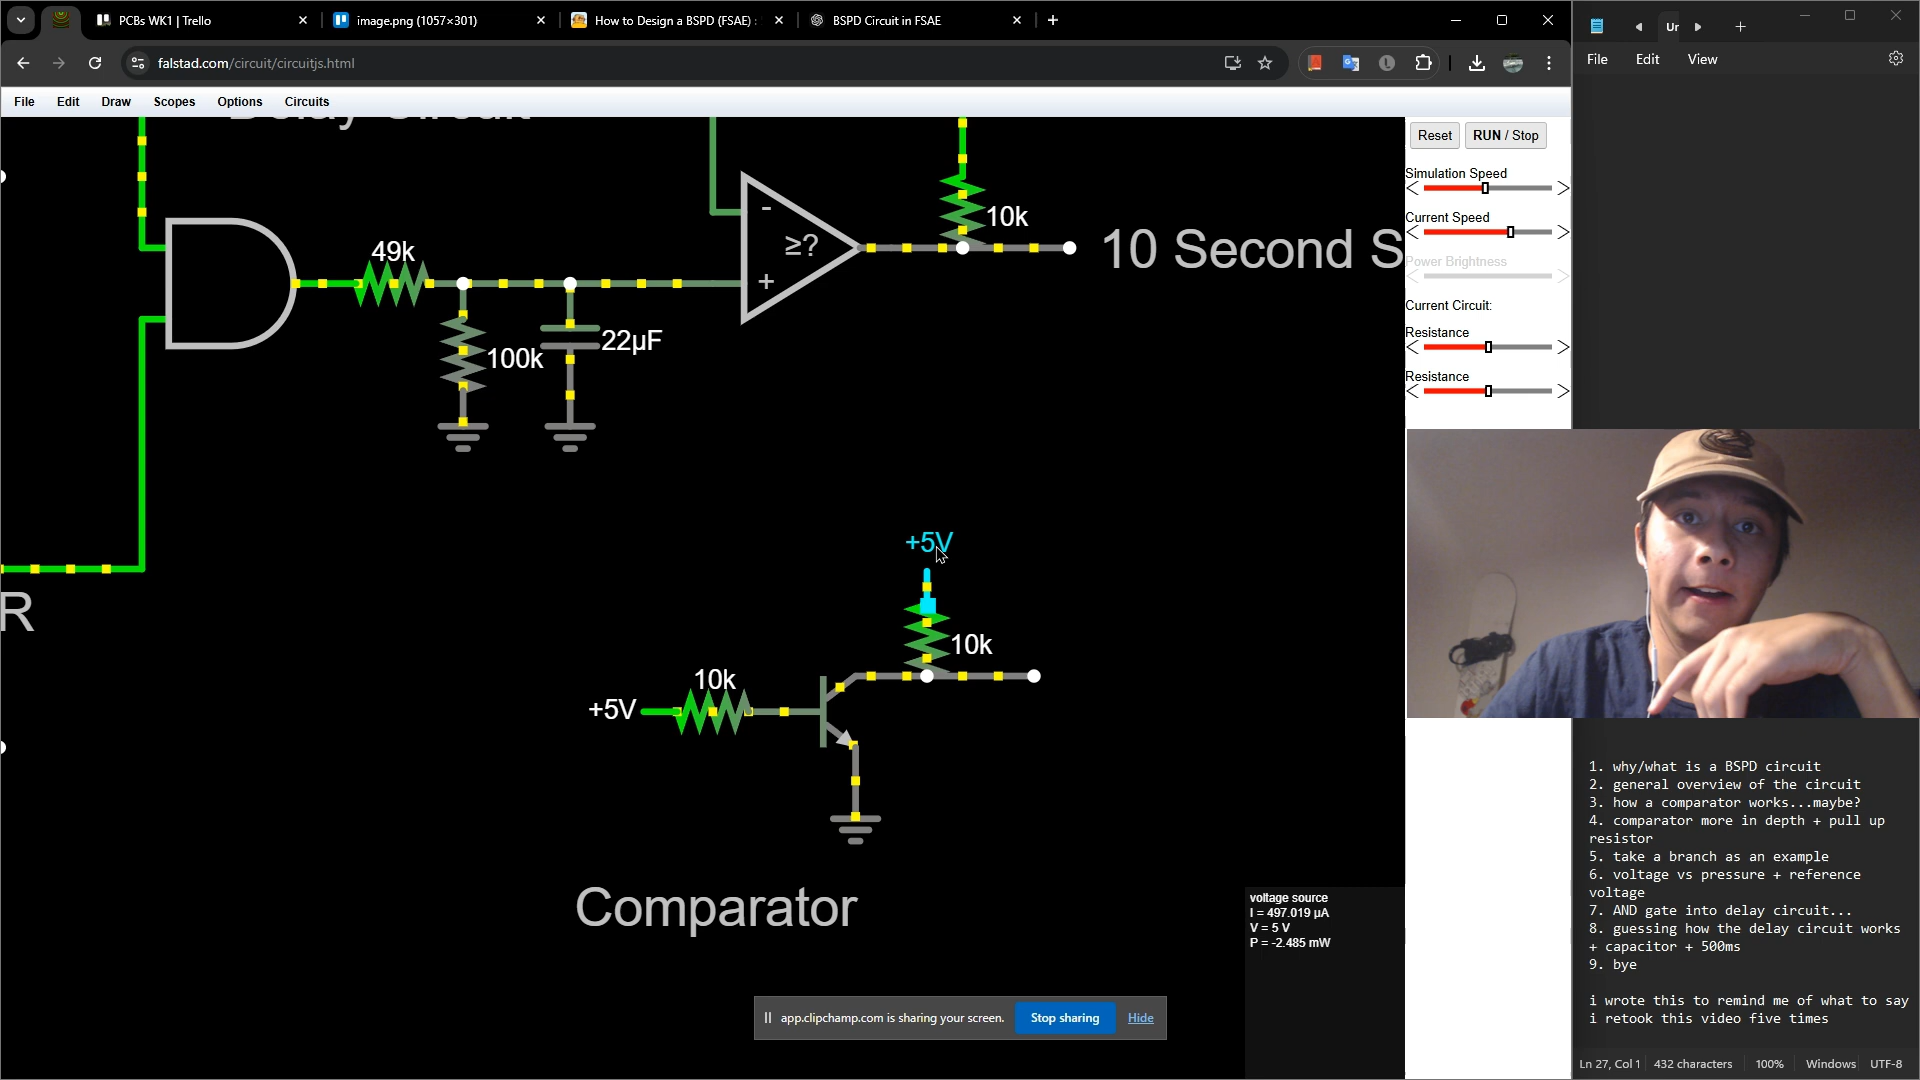 PCBs WK1 | Trello
image.png (1057×301)
How to Design a BSPD (FSAE) :
BSPD Circuit in FSAE
Ur
falstad.com/circuit/circuitjs.html
File Edit View
File Edit Draw Scopes Options Circuits
Delay Circuit
Reset
RUN / Stop
Simulation Speed
Current Speed
Power Brightness
Current Circuit:
Resistance
Resistance
10k
49k
-
≥?
+
10 Second S
100k
22µF
+5V
R
10k
10k
+5V
Comparator
voltage source
I = 497.019 µA
V = 5 V
P = -2.485 mW
1. why/what is a BSPD circuit
2. general overview of the circuit
3. how a comparator works...maybe?
4. comparator more in depth + pull up
resistor
5. take a branch as an example
6. voltage vs pressure + reference
voltage
7. AND gate into delay circuit...
8. guessing how the delay circuit works
+ capacitor + 500ms
9. bye
i wrote this to remind me of what to say
i retook this video five times
app.clipchamp.com is sharing your screen.
Stop sharing
Hide
Ln 27, Col 1 432 characters 100% Windows UTF-8